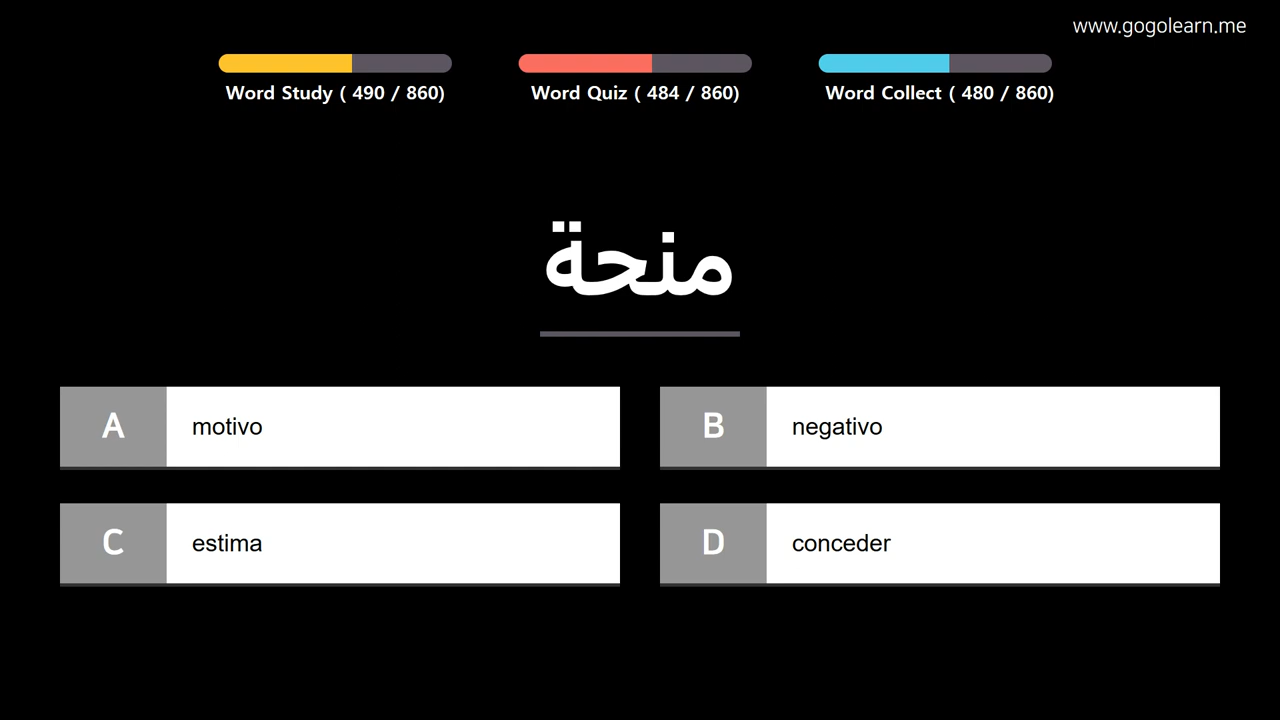 www.gogolearn.me
Word Study ( 490 / 860)
Word Quiz ( 484 / 860)
Word Collect ( 480 / 860)
منحة
A motivo
B negativo
C estima
D conceder